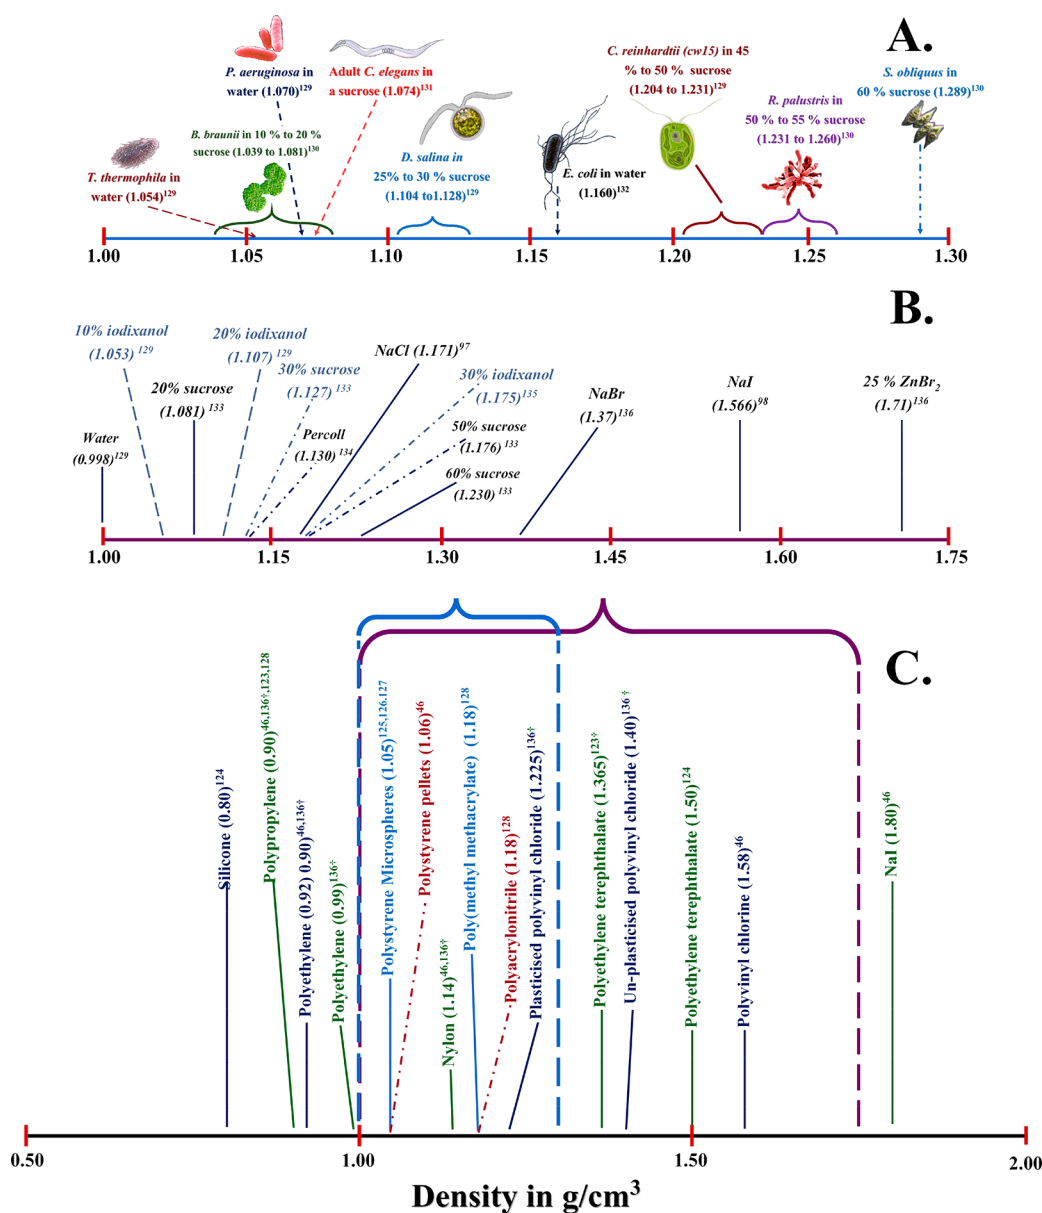 A.
P. aeruginosa in
water (1.070)129
Adult C. elegans in
a sucrose (1.074)131
C. reinhardtii (cw15) in 45
% to 50 % sucrose
(1.204 to 1.231)129
S. obliquus in
60 % sucrose (1.289)130
R. palustris in
50 % to 55 % sucrose
(1.231 to 1.260)130
B. braunii in 10 % to 20 %
sucrose (1.039 to 1.081)130
D. salina in
25% to 30 % sucrose
(1.104 to1.128)129
T. thermophila in
water (1.054)129
E. coli in water
(1.160)132
1.00
1.05
1.10
1.15
1.20
1.25
1.30
B.
10% iodixanol
(1.053) 129
20% iodixanol
(1.107) 129
NaCl (1.171)97
20% sucrose
(1.081) 133
30% sucrose
(1.127) 133
30% iodixanol
(1.175)135
NaBr
(1.37)136
NaI
(1.566)98
25 % ZnBr2
(1.71)136
Water
(0.998)129
Percoll
(1.130) 134
50% sucrose
(1.176) 133
60% sucrose
(1.230) 133
1.00
1.15
1.30
1.45
1.60
1.75
C.
Silicone (0.80)124
Polypropylene (0.90)46,136†,123,128
Polyethylene (0.92) 0.90)46,136†
Polyethylene (0.99)136†
Polystyrene Microspheres (1.05)125,126.127
Polystyrene pellets (1.06)46
Nylon (1.14)46,136†
Poly(methyl methacrylate) (1.18)128
Polyacrylonitrile (1.18)128
Plasticised polyvinyl chloride (1.225)136†
Polyethylene terephthalate (1.365)123†
Un-plasticised polyvinyl chloride (1.40)136 †
Polyethylene terephthalate (1.50)124
Polyvinyl chlorine (1.58)46
NaI (1.80)46
0.50
1.00
1.50
2.00
Density in g/cm3